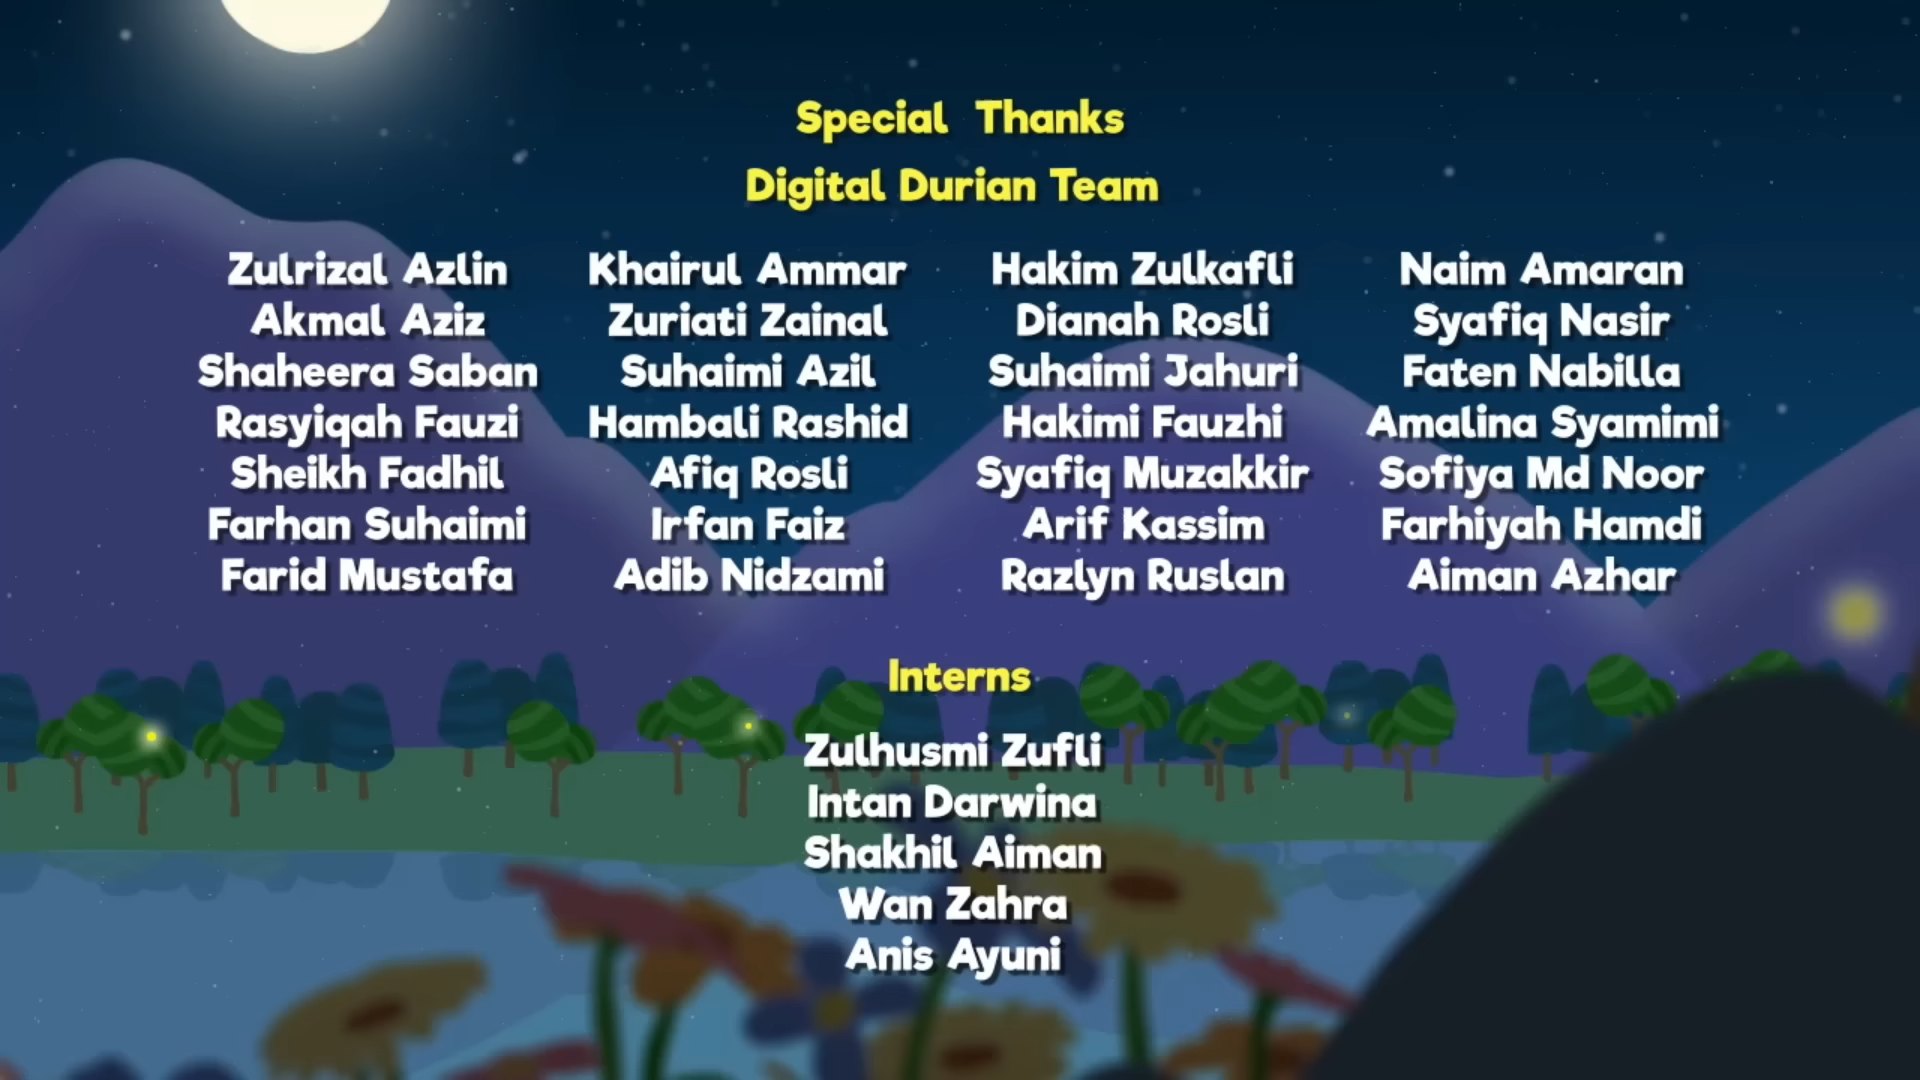 Special Thanks
Digital Durian Team
Zulrizal Azlin
Akmal Aziz
Shaheera Saban
Rasyiqah Fauzi
Sheikh Fadhil
Farhan Suhaimi
Farid Mustafa
Khairul Ammar
Zuriati Zainal
Suhaimi Azil
Hambali Rashid
Afiq Rosli
Irfan Faiz
Adib Nidzami
Hakim Zulkafli
Dianah Rosli
Suhaimi Jahuri
Hakimi Fauzhi
Syafiq Muzakkir
Arif Kassim
Razlyn Ruslan
Naim Amaran
Syafiq Nasir
Faten Nabilla
Amalina Syamimi
Sofiya Md Noor
Farhiyah Hamdi
Aiman Azhar
Interns
Zulhusmi Zufli
Intan Darwina
Shakhil Aiman
Wan Zahra
Anis Ayuni